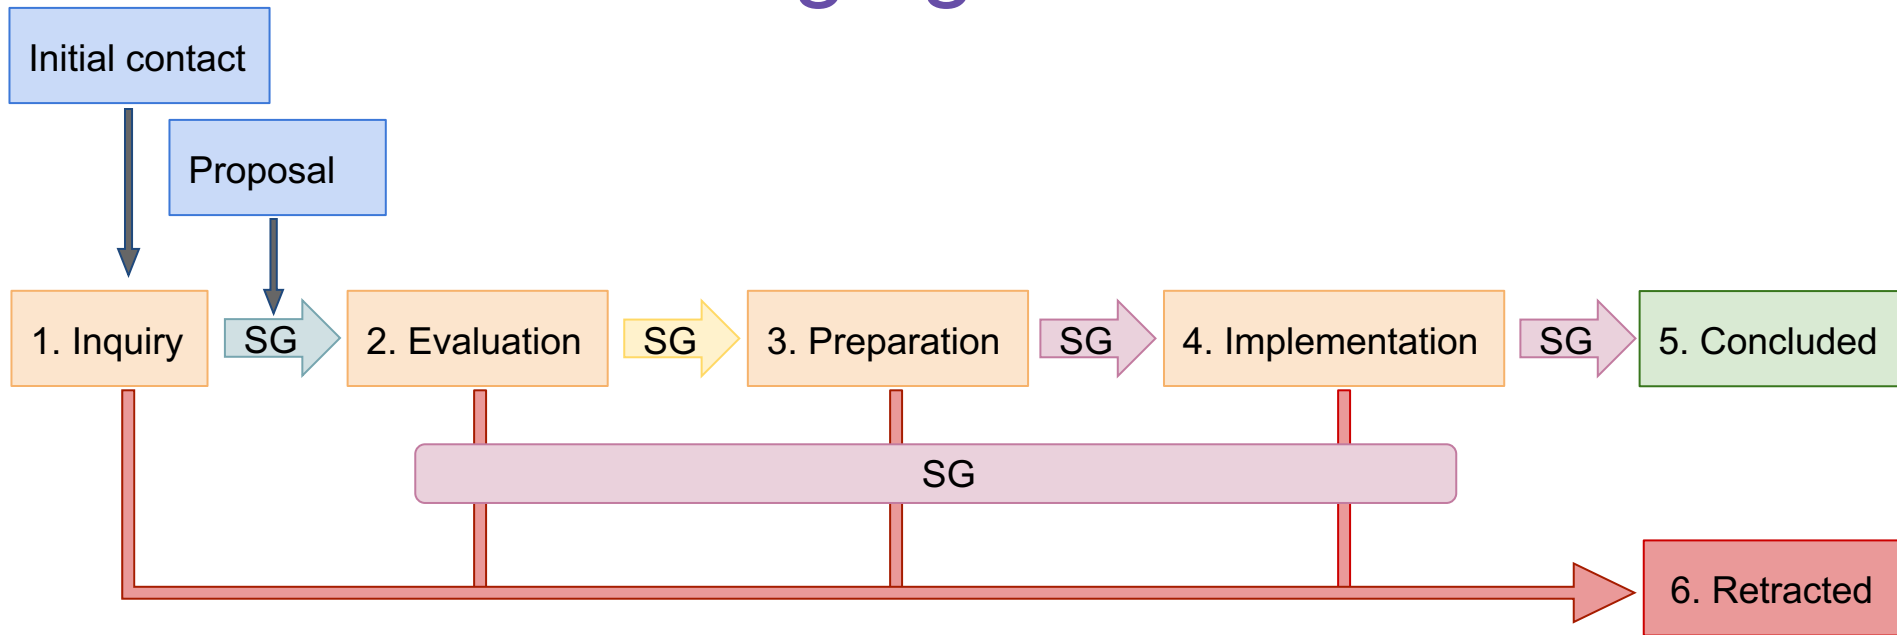 Initial contact
Proposal
1. Inquiry
SG
2. Evaluation
SG
3. Preparation
SG
4. Implementation
SG
5. Concluded
SG
6. Retracted